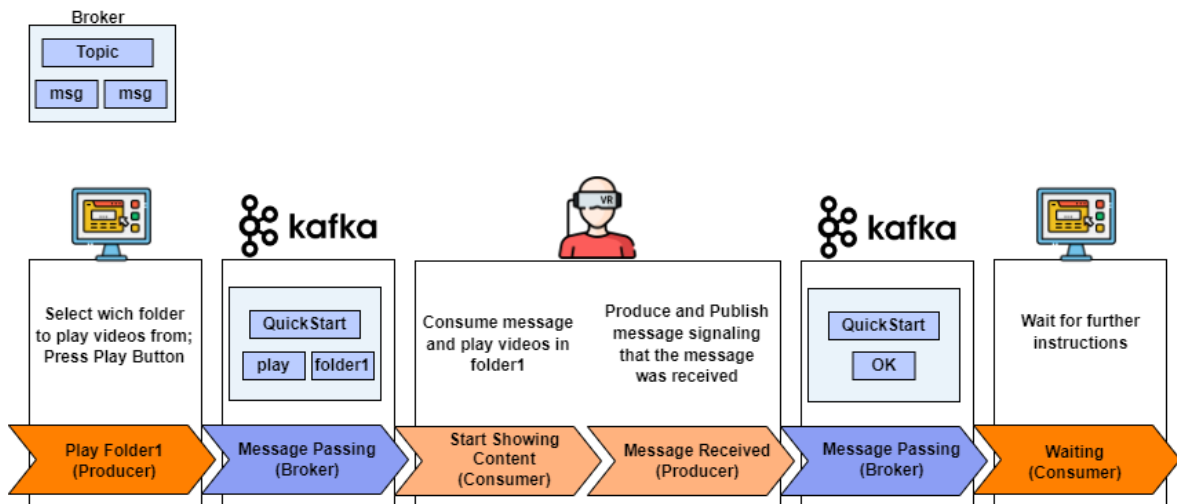 Broker
Topic
msg
msg
kafka
VR
kafka
Select wich folder
to play videos from;
Press Play Button
QuickStart
play
folder1
Consume message
and play videos in
folder1
Produce and Publish
message signaling
that the message
was received
QuickStart
OK
Wait for further
instructions
Play Folder1
(Producer)
Message Passing
(Broker)
Start Showing
Content
(Consumer)
Message Received
(Producer)
Message Passing
(Broker)
Waiting
(Consumer)